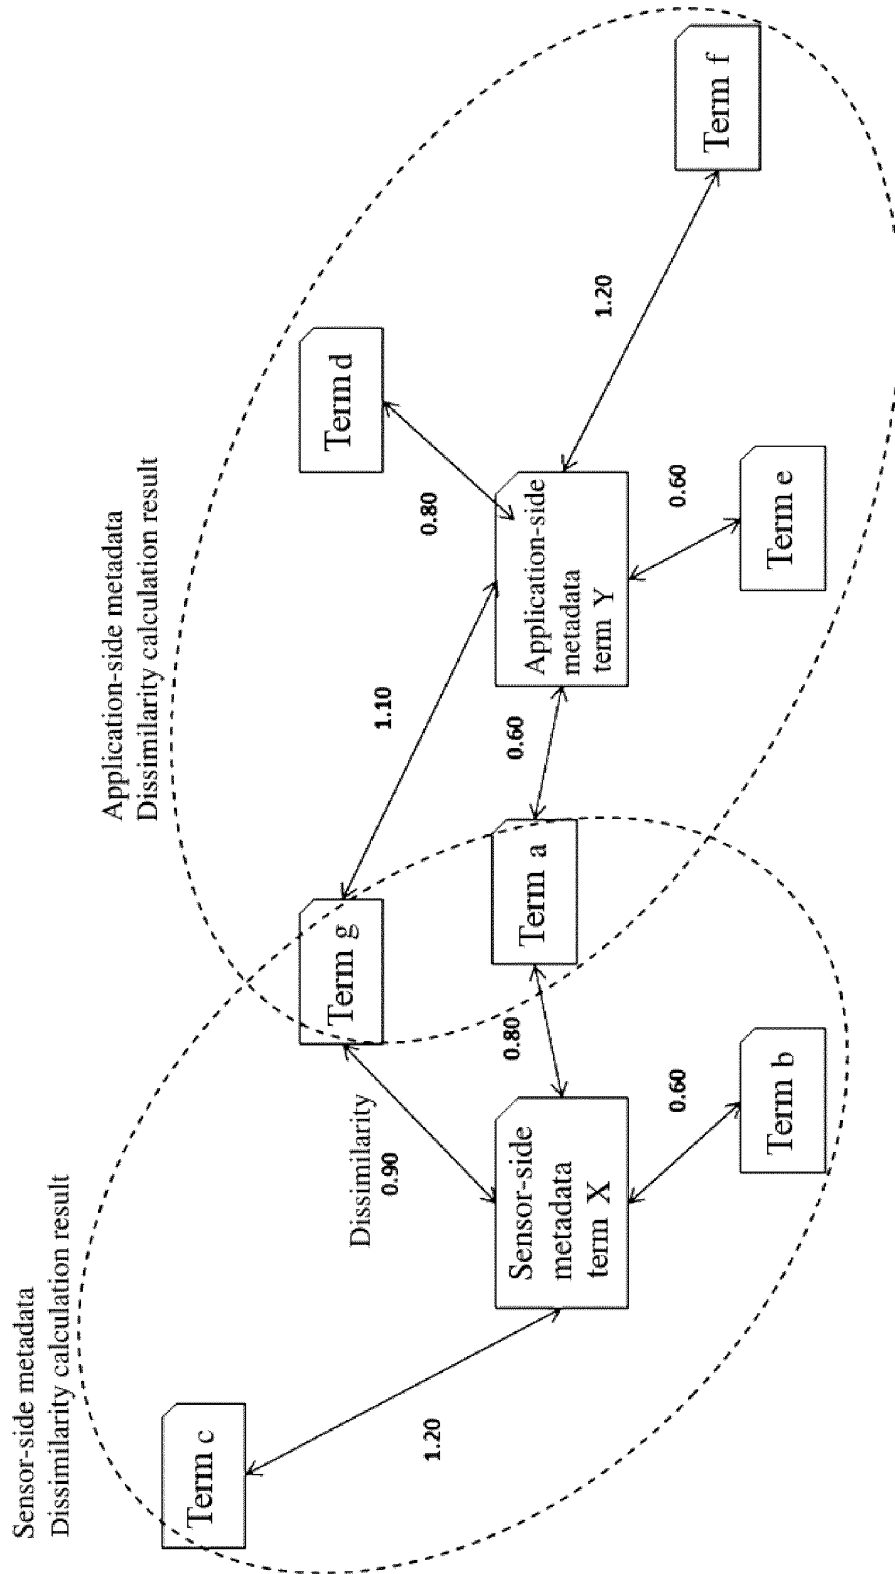 Sensor-side metadata
Dissimilarity calculation result
Application-side metadata
Dissimilarity calculation result
Term c
1.20
Dissimilarity
0.90
Term g
1.10
0.80
Term d
Sensor-side
metadata
term X
0.80
Term a
0.60
Application-side
metadata
term Y
1.20
Term f
0.60
Term b
0.60
Term e